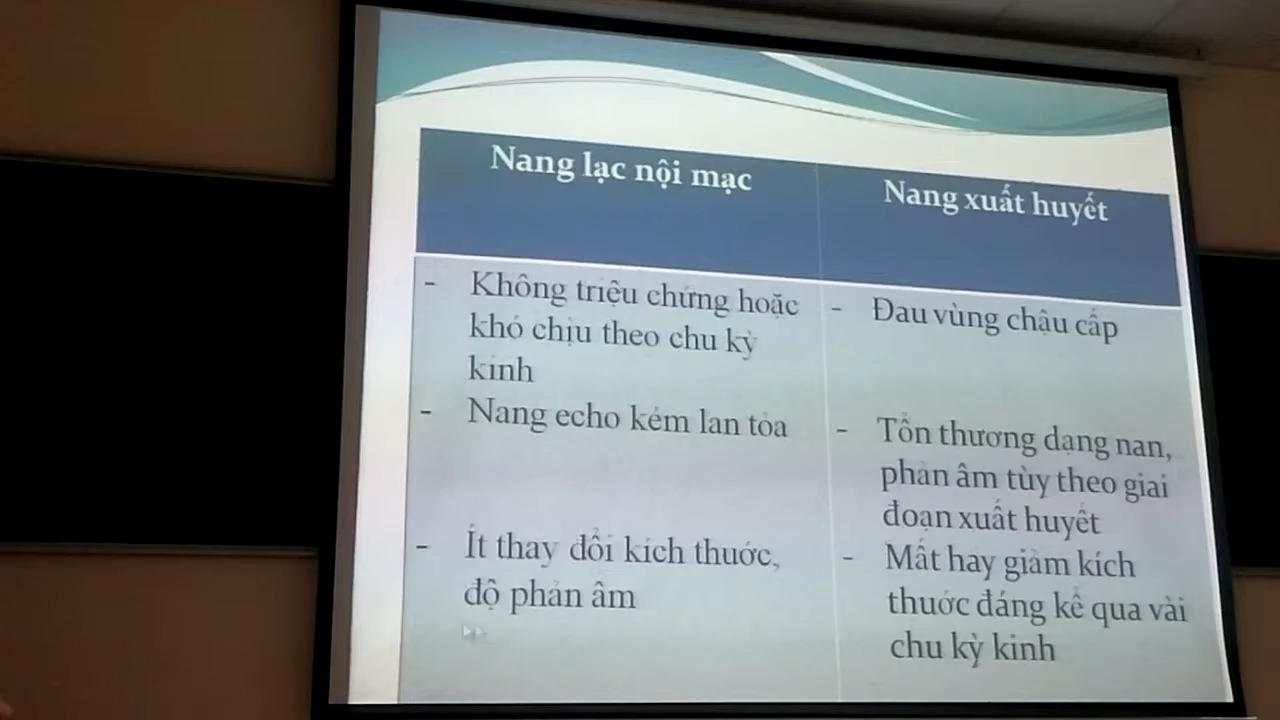 Nang lạc nội mạc
Nang xuất huyết
- Không triệu chứng hoặc
khó chịu theo chu kỳ
kinh
- Nang echo kém lan tỏa
- Ít thay đổi kích thước,
độ phản âm
- Đau vùng chậu cấp
- Tổn thương dạng nan,
phản âm tùy theo giai
đoạn xuất huyết
- Mất hay giảm kích
thước đáng kể qua vài
chu kỳ kinh